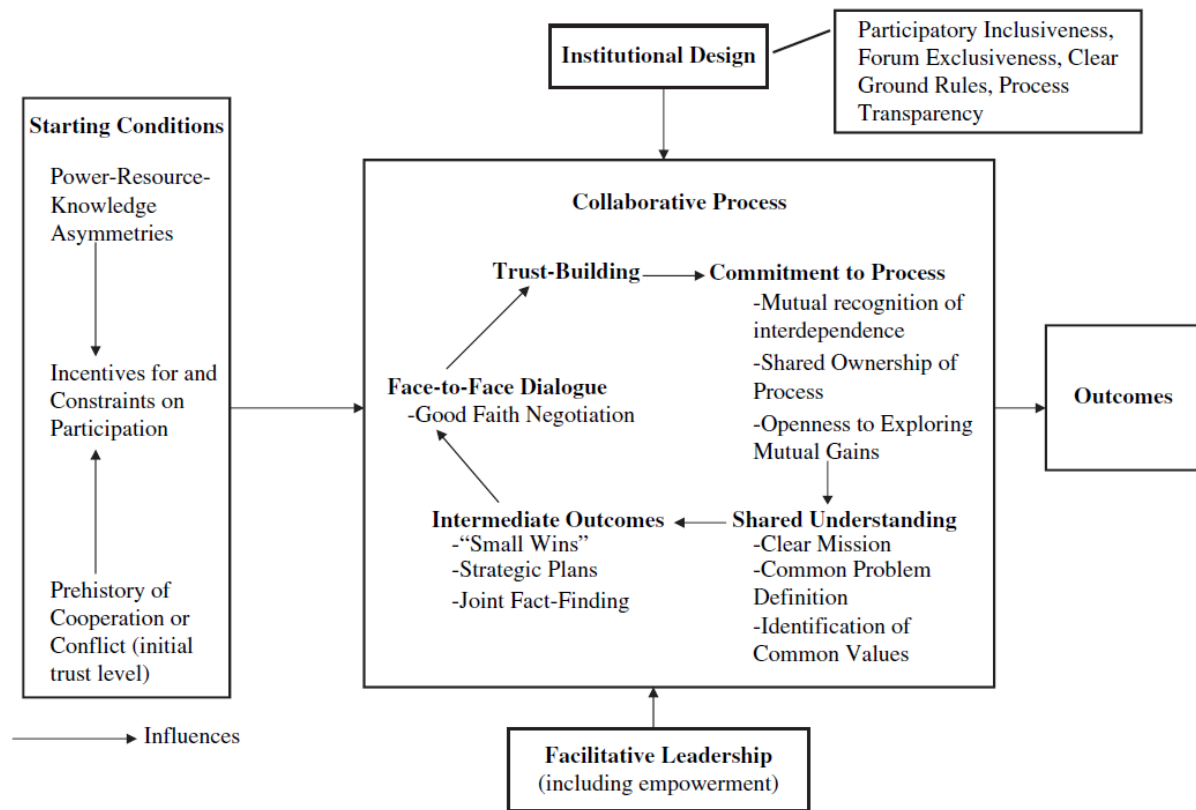 Institutional Design
Participatory Inclusiveness,
Forum Exclusiveness, Clear
Ground Rules, Process
Transparency
Starting Conditions
Power-Resource-
Knowledge
Asymmetries
Incentives for and
Constraints on
Participation
Prehistory of
Cooperation or
Conflict (initial
trust level)
Influences
Collaborative Process
Trust-Building
Commitment to Process
-Mutual recognition of
interdependence
-Shared Ownership of
Process
-Openness to Exploring
Mutual Gains
Face-to-Face Dialogue
-Good Faith Negotiation
Intermediate Outcomes
-“Small Wins”
-Strategic Plans
-Joint Fact-Finding
Shared Understanding
-Clear Mission
-Common Problem
Definition
-Identification of
Common Values
Outcomes
Facilitative Leadership
(including empowerment)